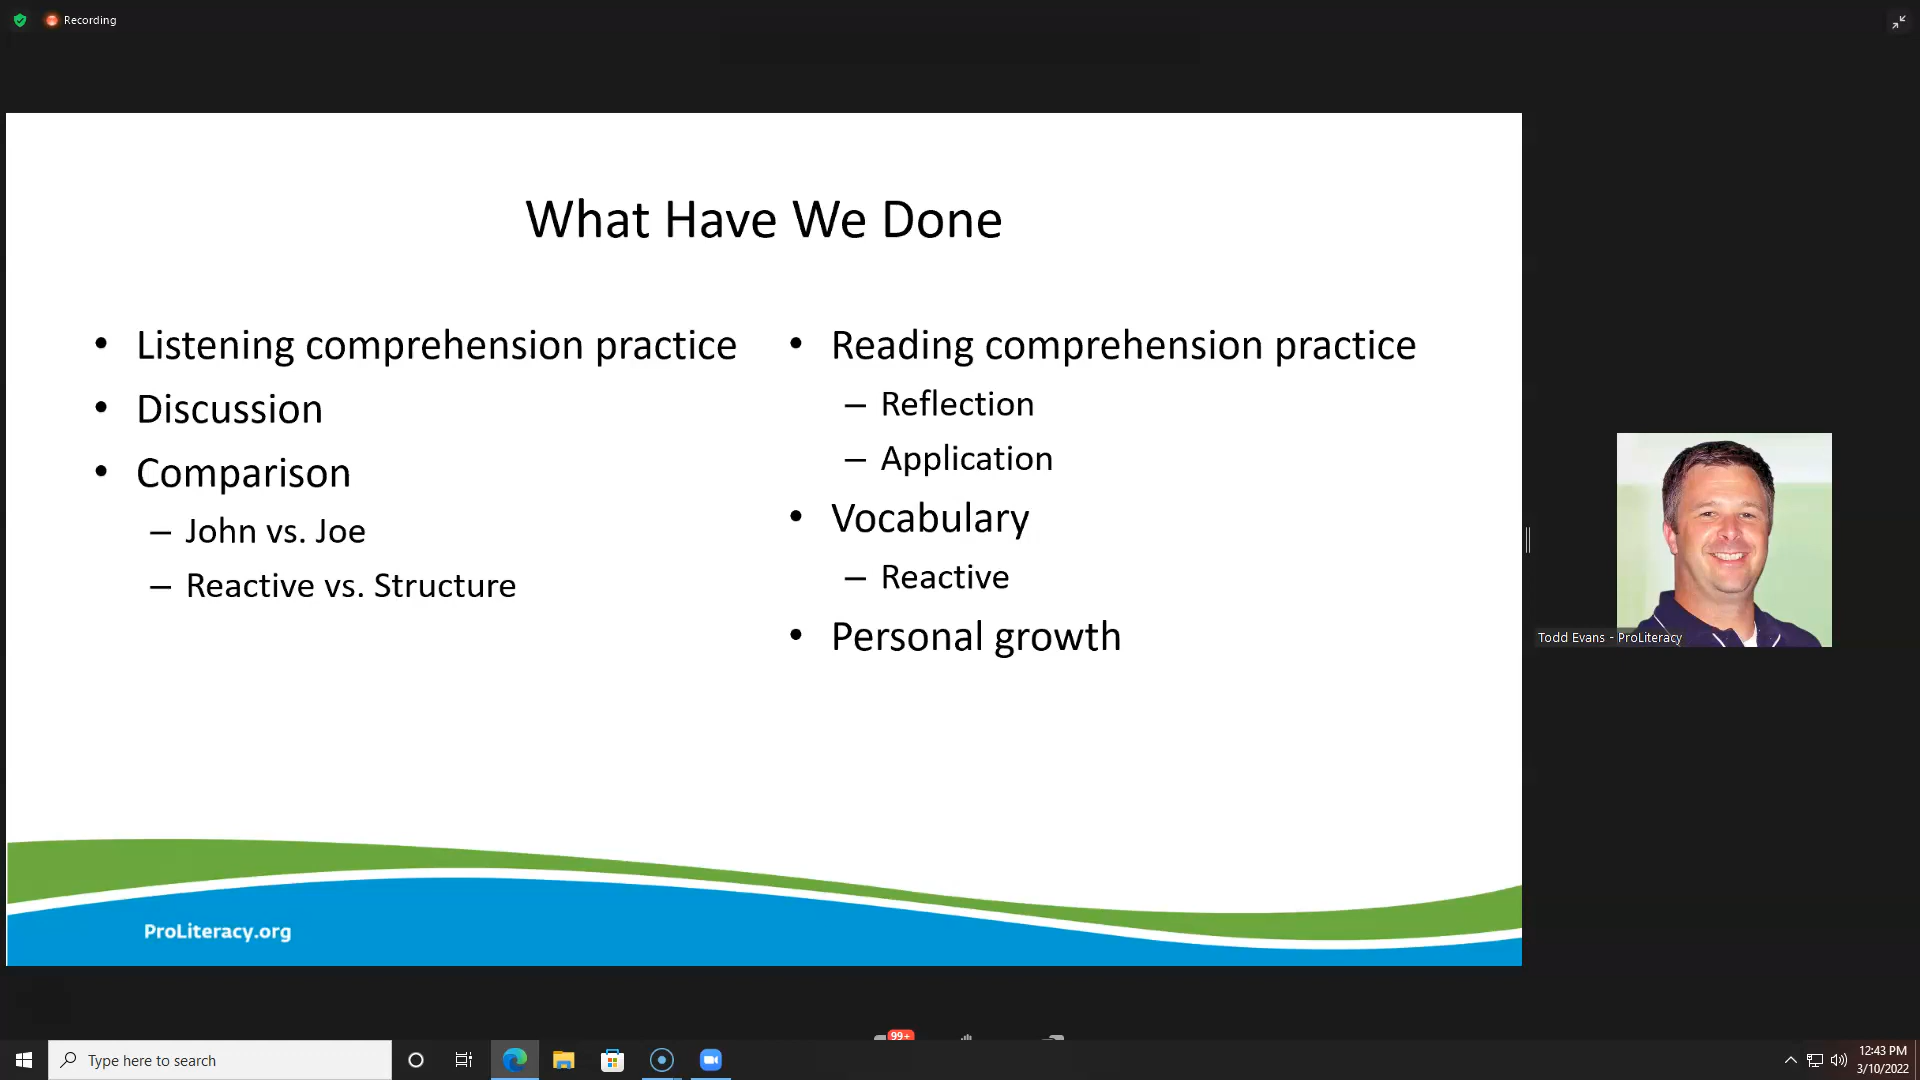 Recording
What Have We Done
• Listening comprehension practice
• Discussion
• Comparison
– John vs. Joe
– Reactive vs. Structure
• Reading comprehension practice
– Reflection
– Application
• Vocabulary
– Reactive
• Personal growth
Todd Evans - ProLiteracy
ProLiteracy.org
99+
Type here to search
12:43 PM
3/10/2022